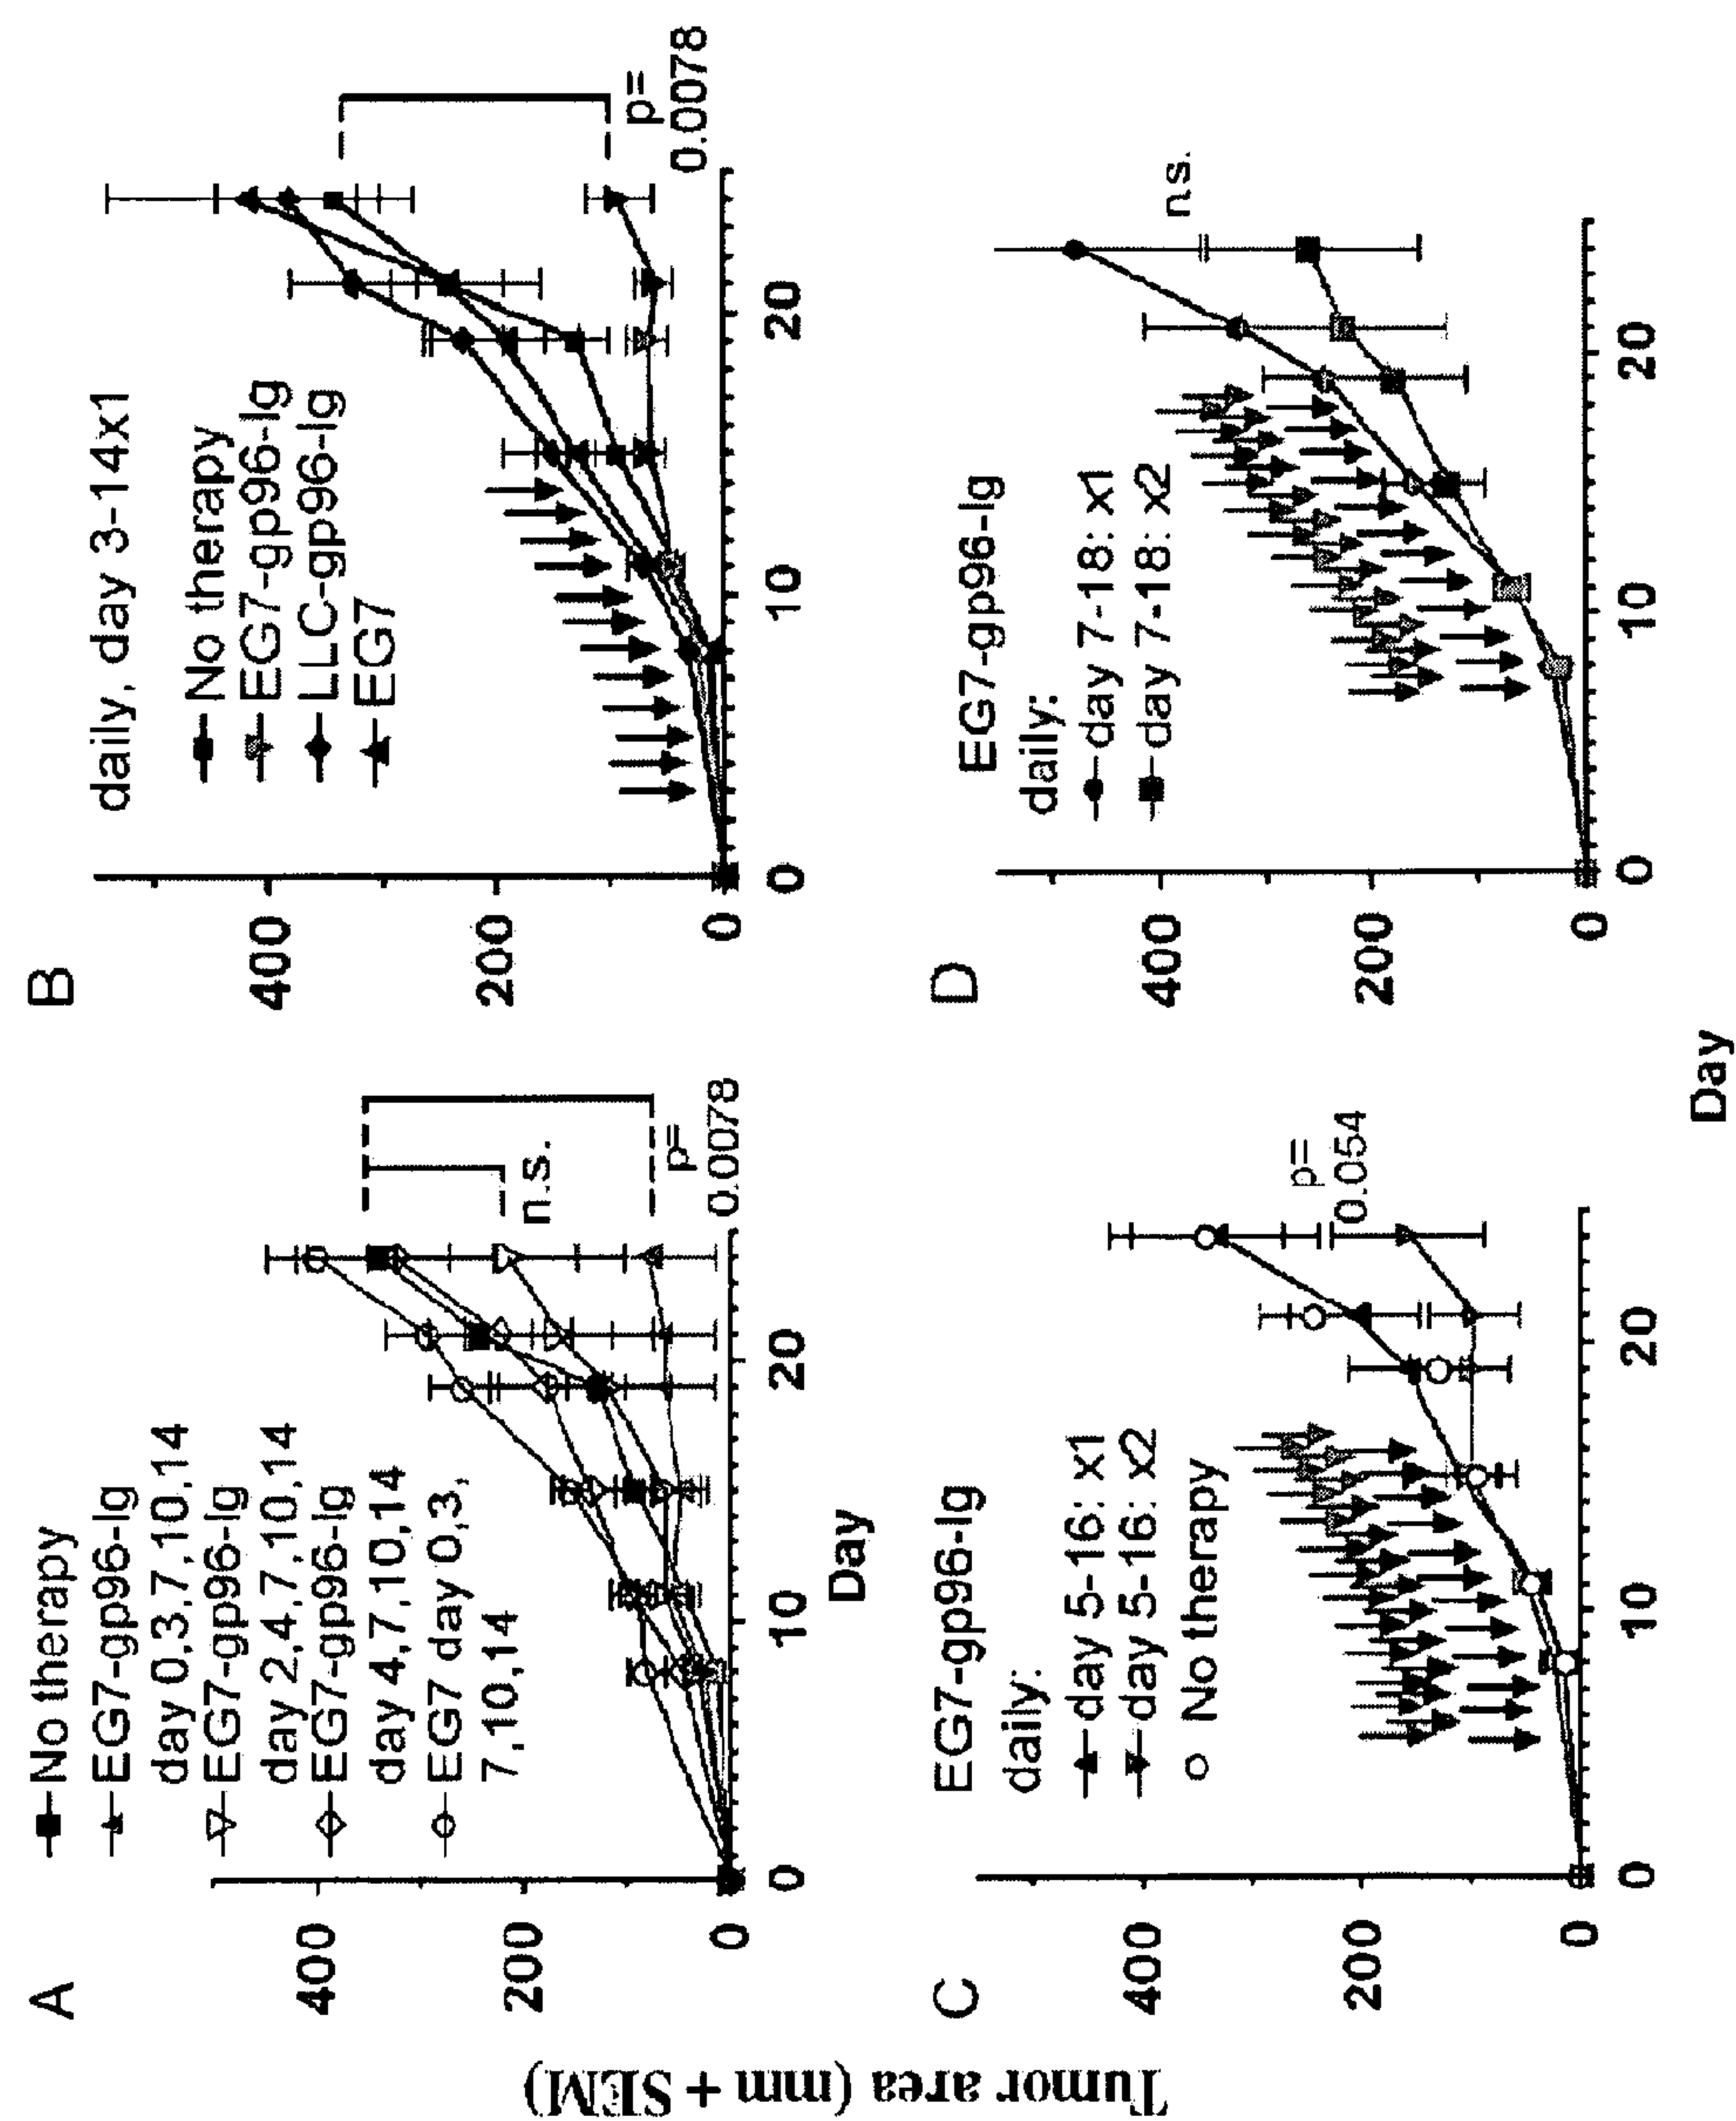 Tumor area (mm + SEM)
A
400
200
0
0
10
20
Day
No therapy
EG7-gp96-Ig
day 0,3,7,10,14
EG7-gp96-Ig
day 2,4,7,10,14
EG7-gp96-Ig
day 4,7,10,14
EG7 day 0,3,
7,10,14
n.s.
p=
0.0078
B
400
200
0
0
10
20
daily, day 3-14x1
No therapy
EG7-gp96-Ig
LLC-gp96-Ig
EG7
p=
0.0078
C
400
200
0
0
10
20
EG7-gp96-Ig
daily:
day 5-16: x1
day 5-16: x2
No therapy
p=
0.054
D
400
200
0
0
10
20
EG7-gp96-Ig
daily:
day 7-18: x1
day 7-18: x2
n.s.
Day